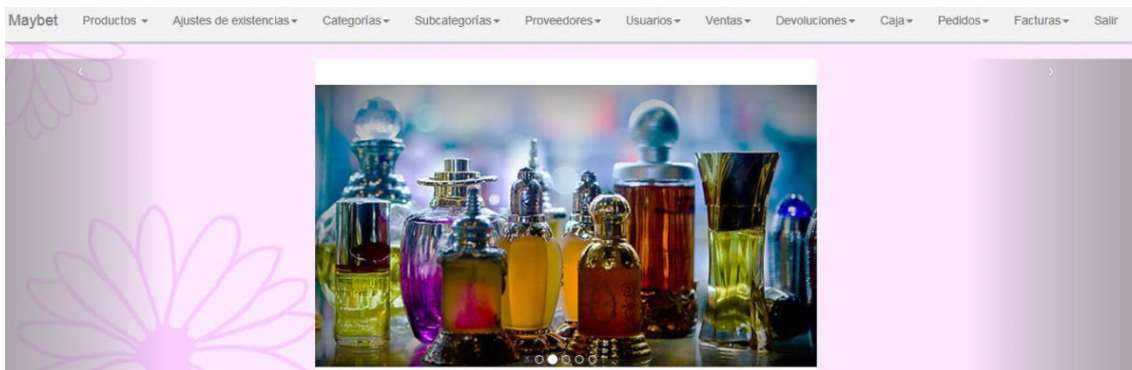 Maybet Productos Ajustes de existencias Categorías Subcategorías Proveedores Usuarios Ventas Devoluciones Caja Pedidos Facturas Salir